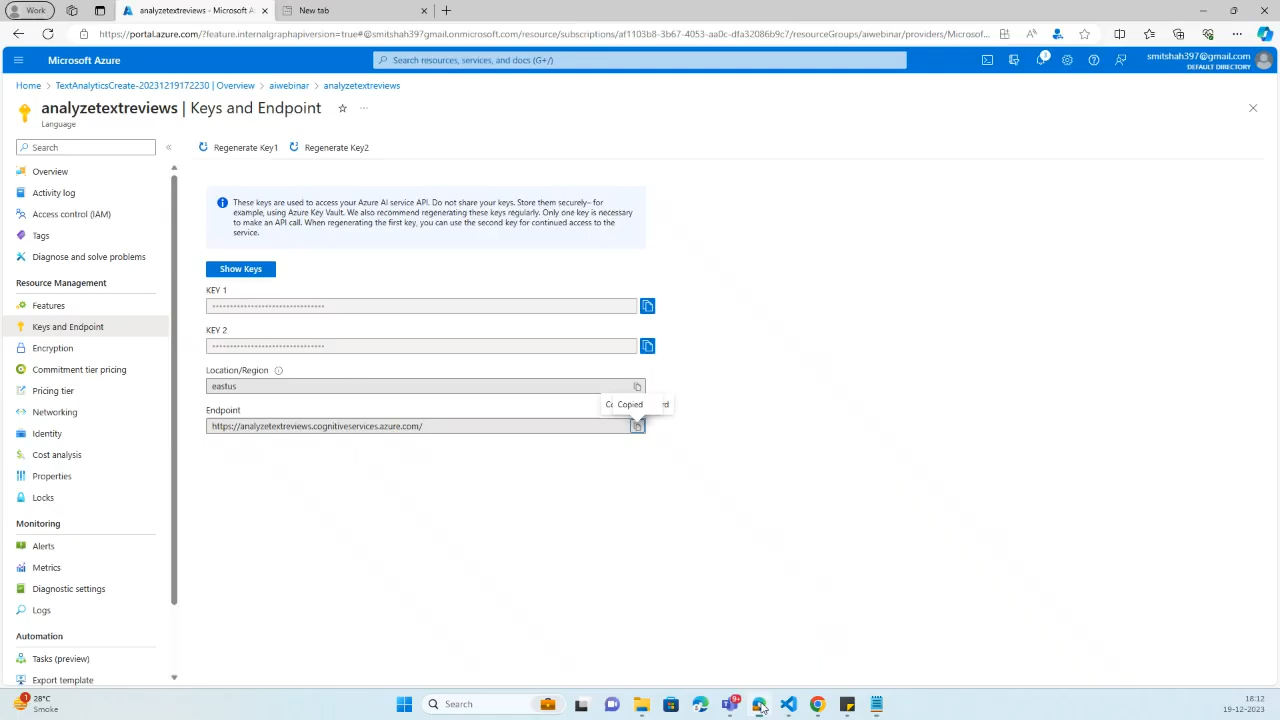 Work
analyzetextreviews - Microsoft A
New tab
https://portal.azure.com/?feature.internalgraphapiversion=true#@smitshah397gmail.onmicrosoft.com/resource/subscriptions/af1103b8-3b67-4053-aa0c-dfa32086b9c7/resourceGroups/aiwebinar/providers/Microsof...
Microsoft Azure
Search resources, services, and docs (G+/)
3
smitshah397@gmail.com
DEFAULT DIRECTORY
Home > TextAnalyticsCreate-20231219172230 | Overview > aiwebinar > analyzetextreviews
analyzetextreviews | Keys and Endpoint
Language
Search
Regenerate Key1
Regenerate Key2
Overview
Activity log
Access control (IAM)
Tags
Diagnose and solve problems
Resource Management
Features
Keys and Endpoint
Encryption
Commitment tier pricing
Pricing tier
Networking
Identity
Cost analysis
Properties
Locks
Monitoring
Alerts
Metrics
Diagnostic settings
Logs
Automation
Tasks (preview)
Export template
These keys are used to access your Azure AI service API. Do not share your keys. Store them securely– for
example, using Azure Key Vault. We also recommend regenerating these keys regularly. Only one key is necessary
to make an API call. When regenerating the first key, you can use the second key for continued access to the
service.
Show Keys
KEY 1
KEY 2
Location/Region
eastus
Copied
Endpoint
https://analyzetextreviews.cognitiveservices.azure.com/
1
28°C
Smoke
Search
18:12
19-12-2023